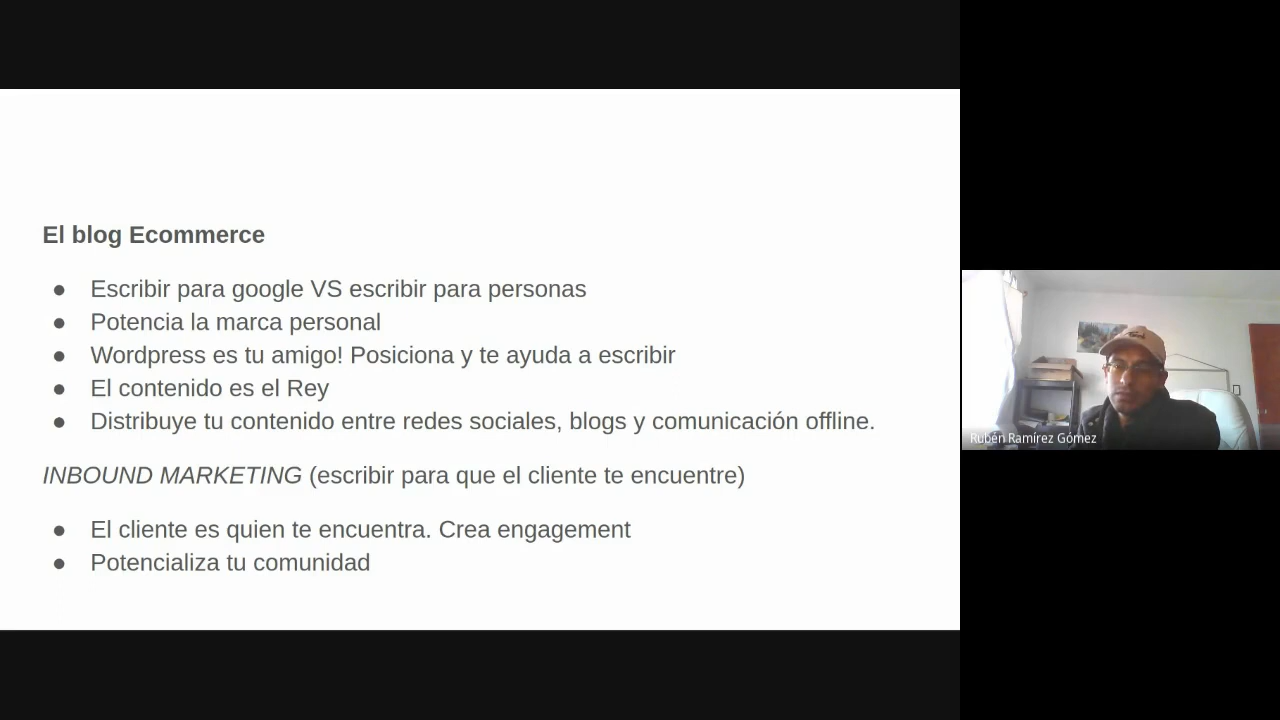 El blog Ecommerce
● Escribir para google VS escribir para personas
● Potencia la marca personal
● Wordpress es tu amigo! Posiciona y te ayuda a escribir
● El contenido es el Rey
● Distribuye tu contenido entre redes sociales, blogs y comunicación offline.
INBOUND MARKETING (escribir para que el cliente te encuentre)
● El cliente es quien te encuentra. Crea engagement
● Potencializa tu comunidad
Rubén Ramírez Gómez